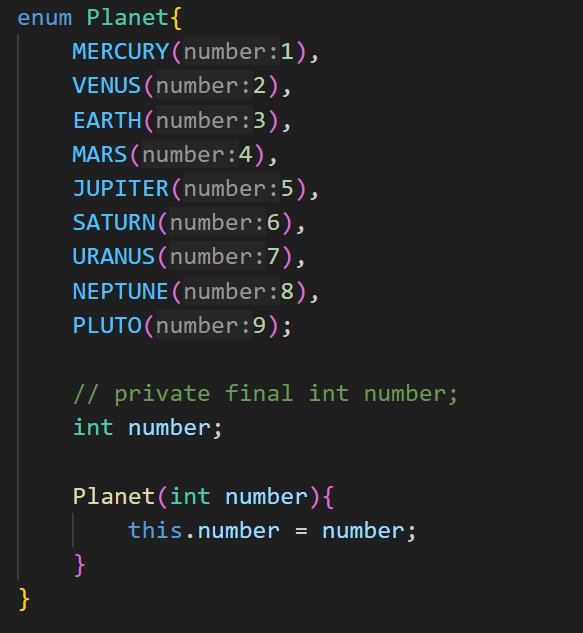 enum Planet{
MERCURY(number:1),
VENUS(number:2),
EARTH(number:3),
MARS(number:4),
JUPITER(number:5),
SATURN(number:6),
URANUS(number:7),
NEPTUNE(number:8),
PLUTO(number:9);
// private final int number;
int number;
Planet(int number){
this.number = number;
}
}